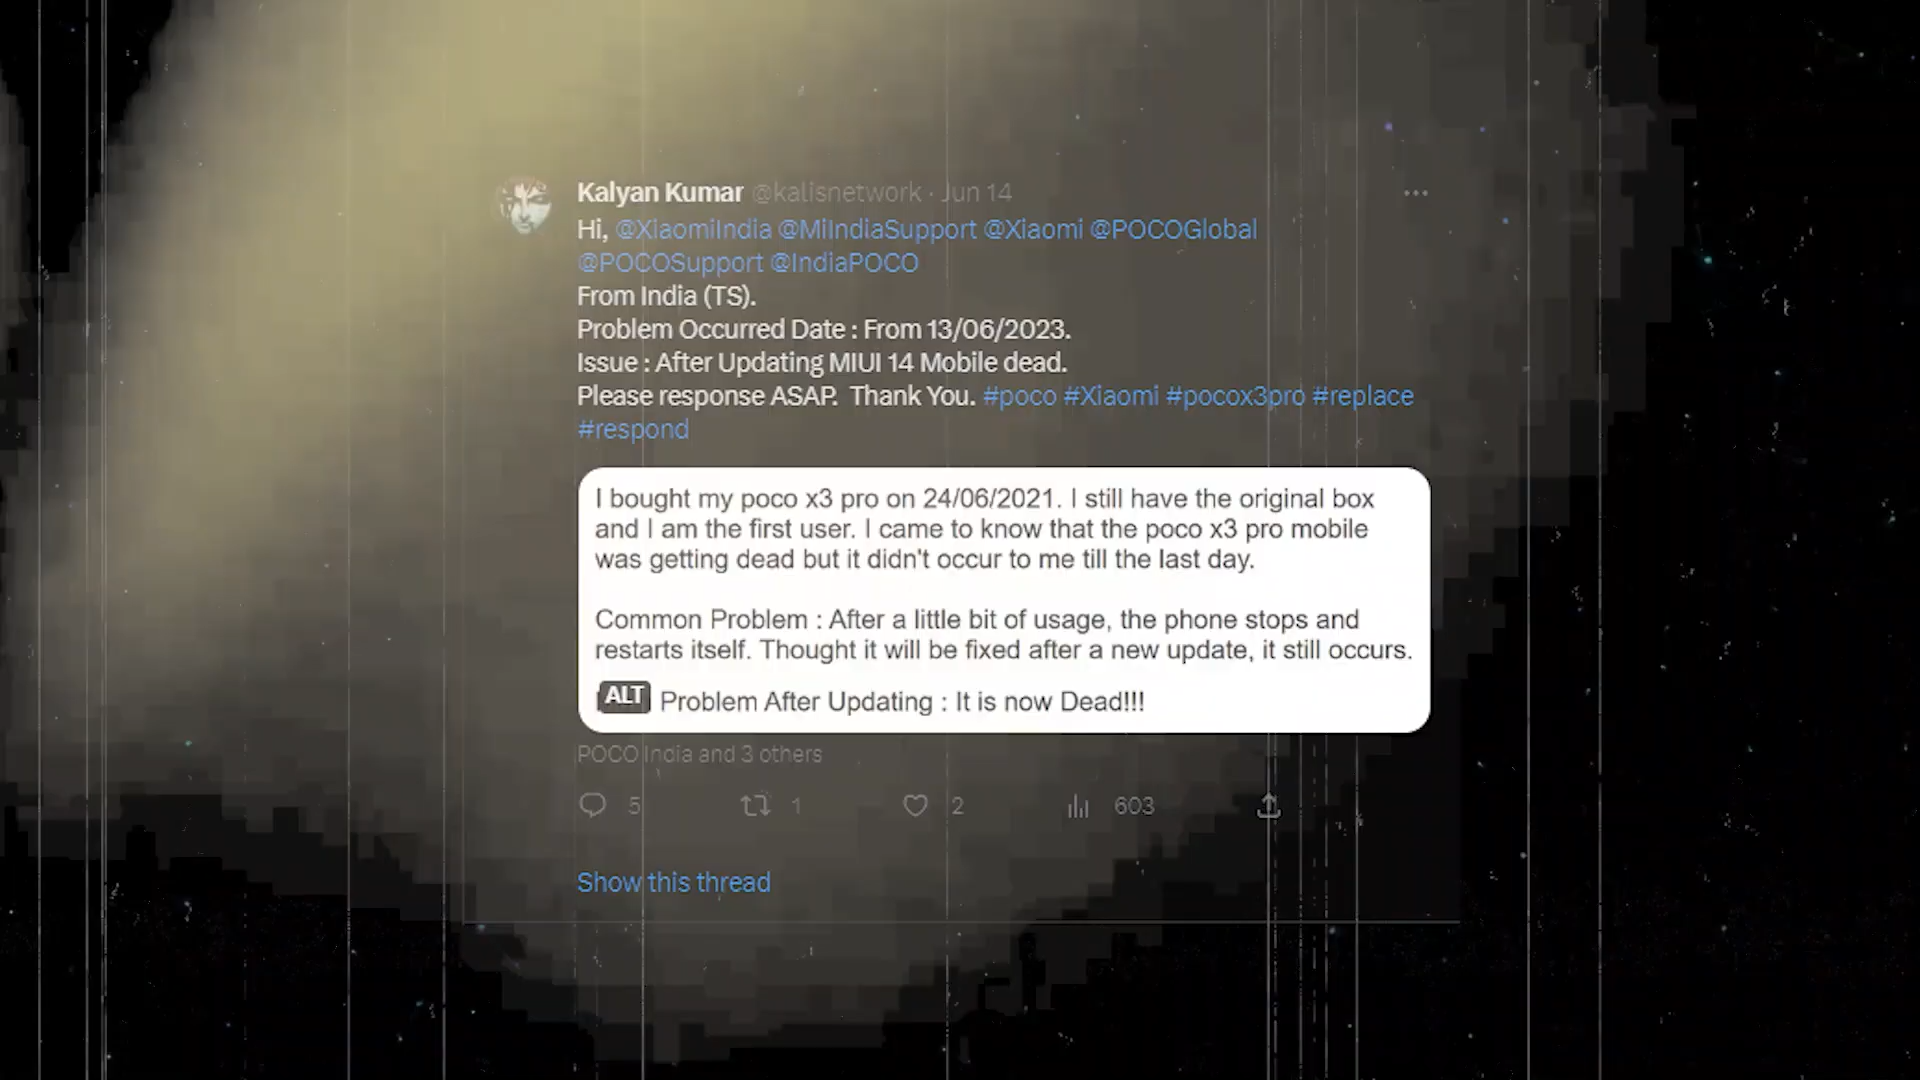 Kalyan Kumar @kalisnetwork · Jun 14
Hi, @XiaomiIndia @MiIndiaSupport @Xiaomi @POCOGlobal
@POCOSupport @IndiaPOCO
From India (TS).
Problem Occurred Date : From 13/06/2023.
Issue : After Updating MIUI 14 Mobile dead.
Please response ASAP.  Thank You. #poco #Xiaomi #pocox3pro #replace
#respond
I bought my poco x3 pro on 24/06/2021. I still have the original box
and I am the first user. I came to know that the poco x3 pro mobile
was getting dead but it didn't occur to me till the last day.
Common Problem : After a little bit of usage, the phone stops and
restarts itself. Thought it will be fixed after a new update, it still occurs.
ALT Problem After Updating : It is now Dead!!!
POCO India and 3 others
5 1 2 603
Show this thread